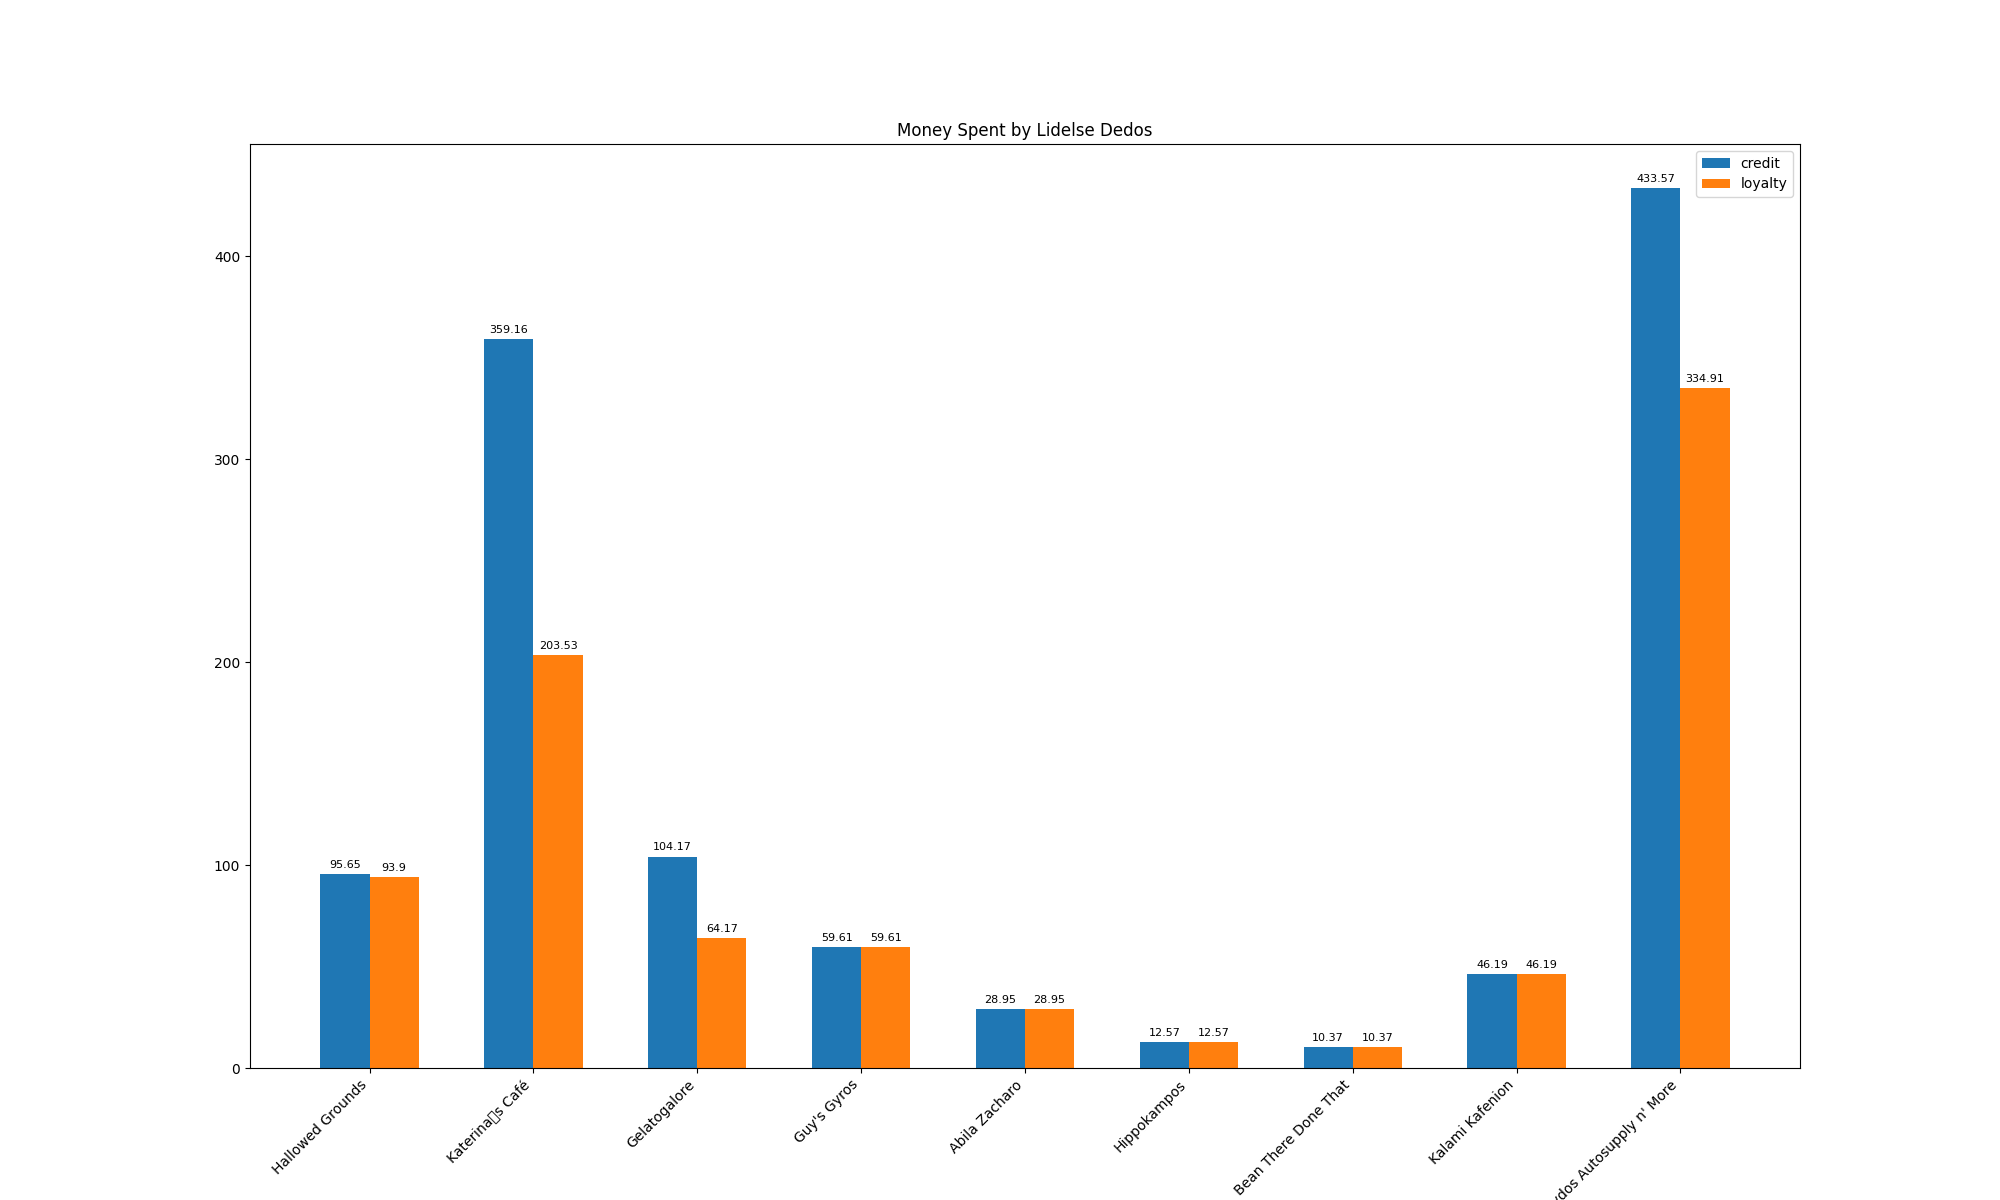 Money Spent by Lidelse Dedos
credit
loyalty
400
300
200
100
0
95.65
93.9
359.16
203.53
104.17
64.17
59.61
59.61
28.95
28.95
12.57
12.57
10.37
10.37
46.19
46.19
433.57
334.91
Hallowed Grounds
Katerina▯▯s Café
Gelatogalore
Guy's Gyros
Abila Zacharo
Hippokampos
Bean There Done That
Kalami Kafenion
Autosupply n' More